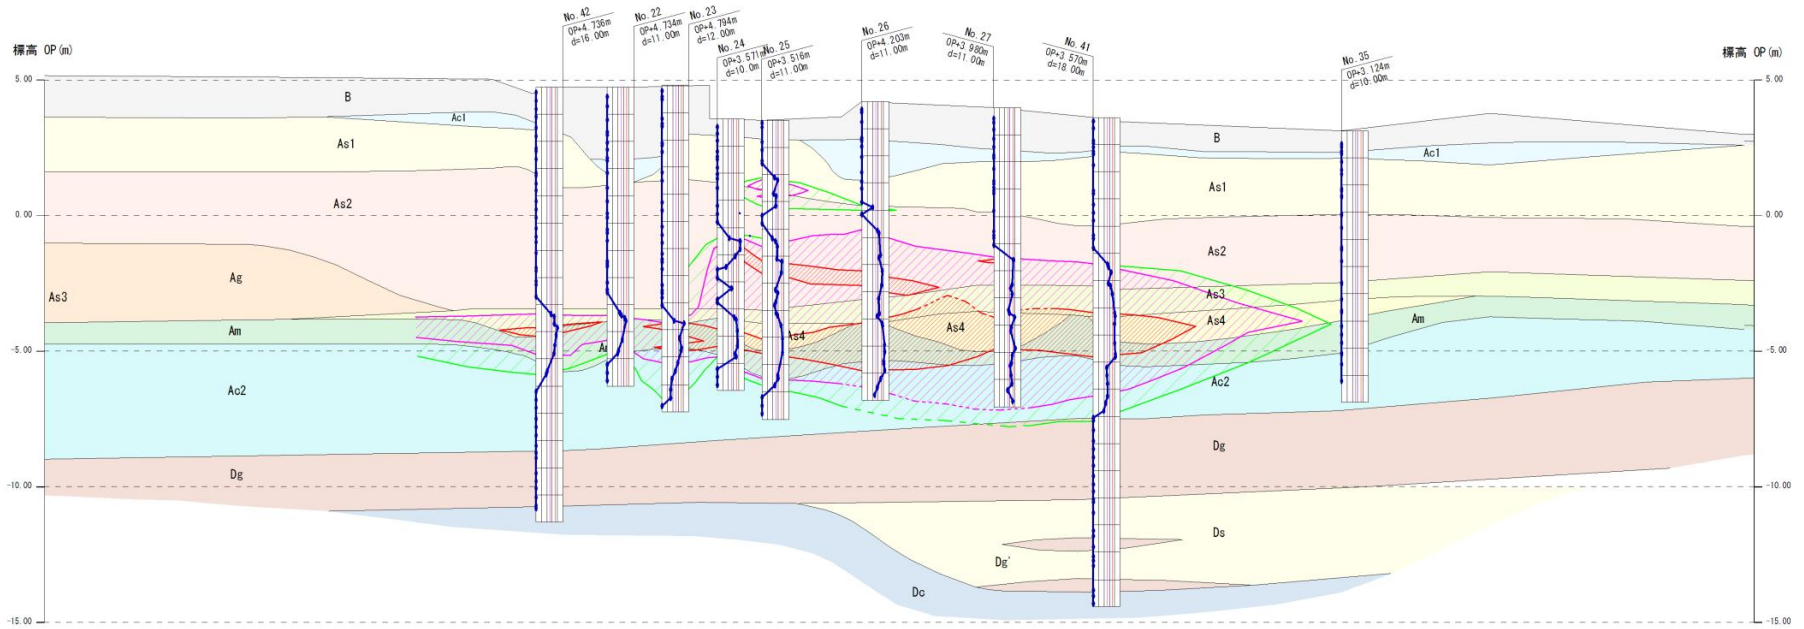 No. 42
OP+4.736m
d=16.00m
No. 22
OP+4.734m
d=11.00m
No. 23
OP+4.794m
d=12.00m
No. 24
OP+3.571m
d=10.0m
No. 25
OP+3.516m
d=11.00m
No. 26
OP+4.203m
d=11.00m
No. 27
OP+3.980m
d=11.00m
No. 41
OP+3.570m
d=18.00m
No. 35
OP+3.124m
d=10.00m
標高 OP(m)
標高 OP(m)
5.00
5.00
B
Ac1
B
As1
Ac1
As1
As2
0.00
0.00
As2
Ag
As3
As3
As4
Am
As4
As4
Am
-5.00
-5.00
Ac2
Ac2
Dg
Dg
-10.00
-10.00
Ds
Dg'
Dc
-15.00
-15.00